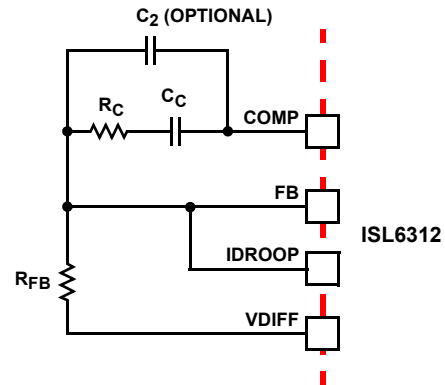 C2 (OPTIONAL)
RC
CC
COMP
FB
ISL6312
IDROOP
RFB
VDIFF